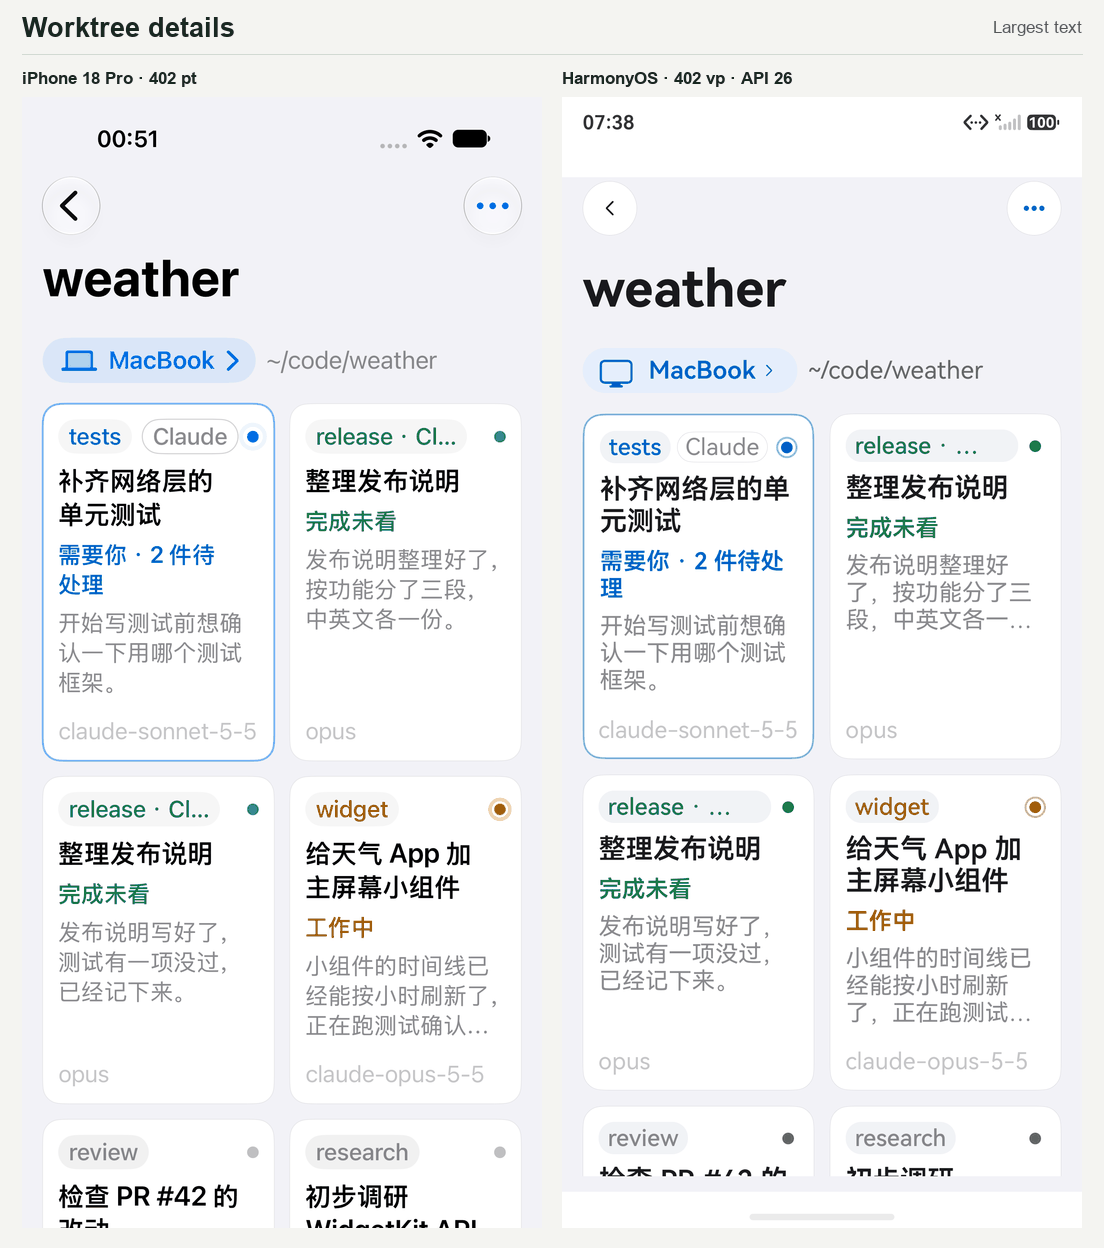 Worktree details
Largest text
iPhone 18 Pro · 402 pt
00:51
weather
MacBook
~/code/weather
tests
Claude
补齐网络层的
单元测试
需要你 · 2 件待
处理
开始写测试前想确
认一下用哪个测试
框架。
claude-sonnet-5-5
release · Cl...
整理发布说明
完成未看
发布说明整理好了，
按功能分了三段，
中英文各一份。
opus
release · Cl...
整理发布说明
完成未看
发布说明写好了，
测试有一项没过，
已经记下来。
opus
widget
给天气 App 加
主屏幕小组件
工作中
小组件的时间线已
经能按小时刷新了，
正在跑测试确认...
claude-opus-5-5
review
检查 PR #42 的
改动
research
初步调研
WidgetKit API
HarmonyOS · 402 vp · API 26
07:38
100
weather
MacBook
~/code/weather
tests
Claude
补齐网络层的单
元测试
需要你 · 2 件待处
理
开始写测试前想确
认一下用哪个测试
框架。
claude-sonnet-5-5
release · ...
整理发布说明
完成未看
发布说明整理好
了，按功能分了三
段，中英文各一...
opus
release · ...
整理发布说明
完成未看
发布说明写好了，
测试有一项没过，
已经记下来。
opus
widget
给天气 App 加
主屏幕小组件
工作中
小组件的时间线已
经能按小时刷新
了，正在跑测试...
claude-opus-5-5
review
检查 PR #42 的
research
初步调研